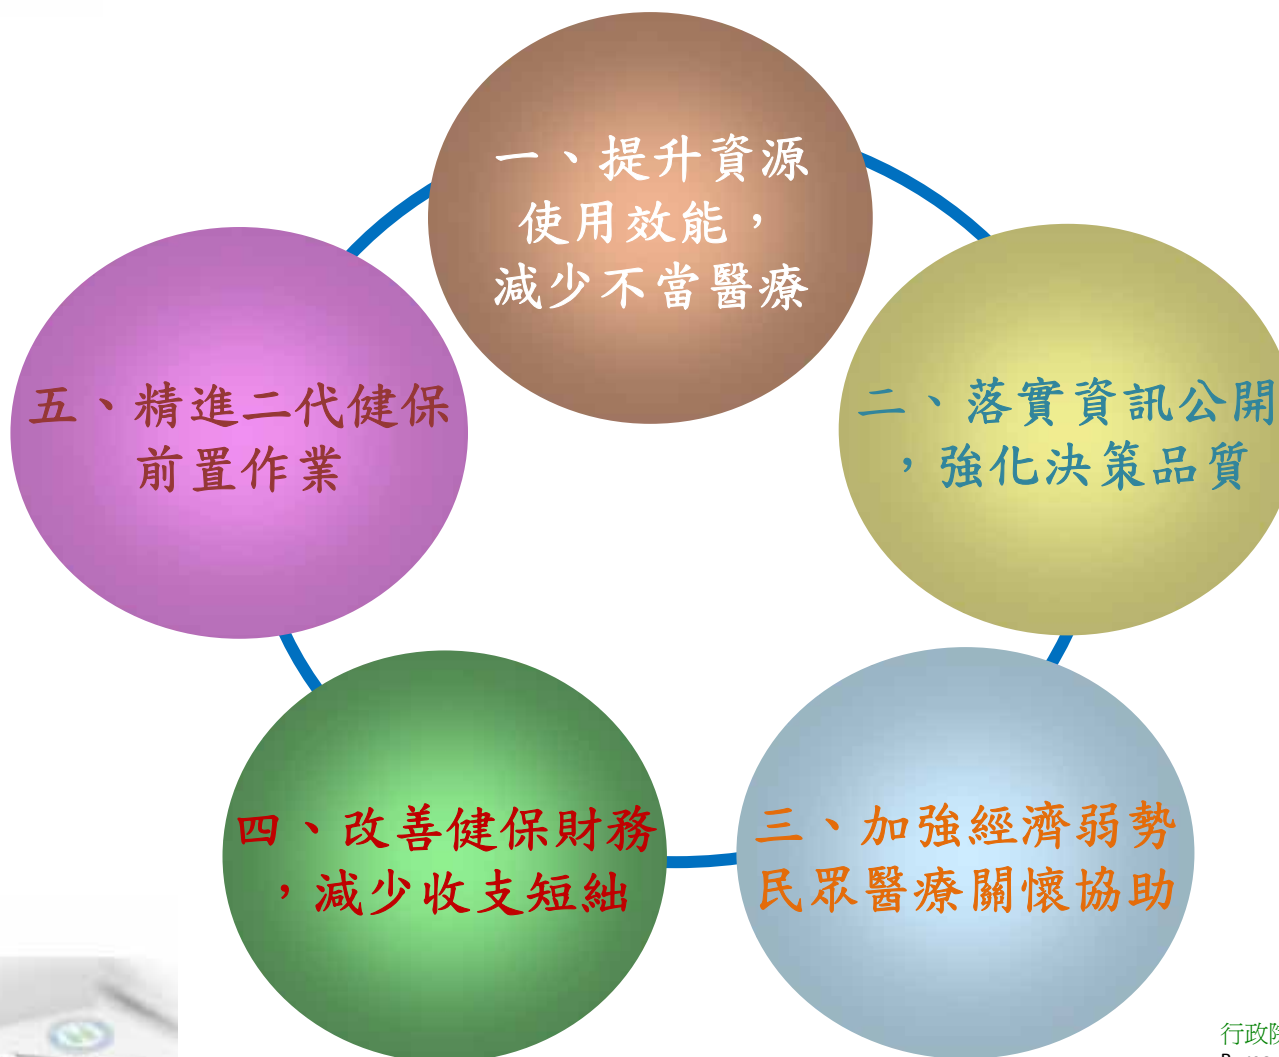 一、提升資源
使用效能，
減少不當醫療
二、落實資訊公開
，強化決策品質
三、加強經濟弱勢
民眾醫療關懷協助
四、改善健保財務
，減少收支短絀
五、精進二代健保
前置作業
行政院